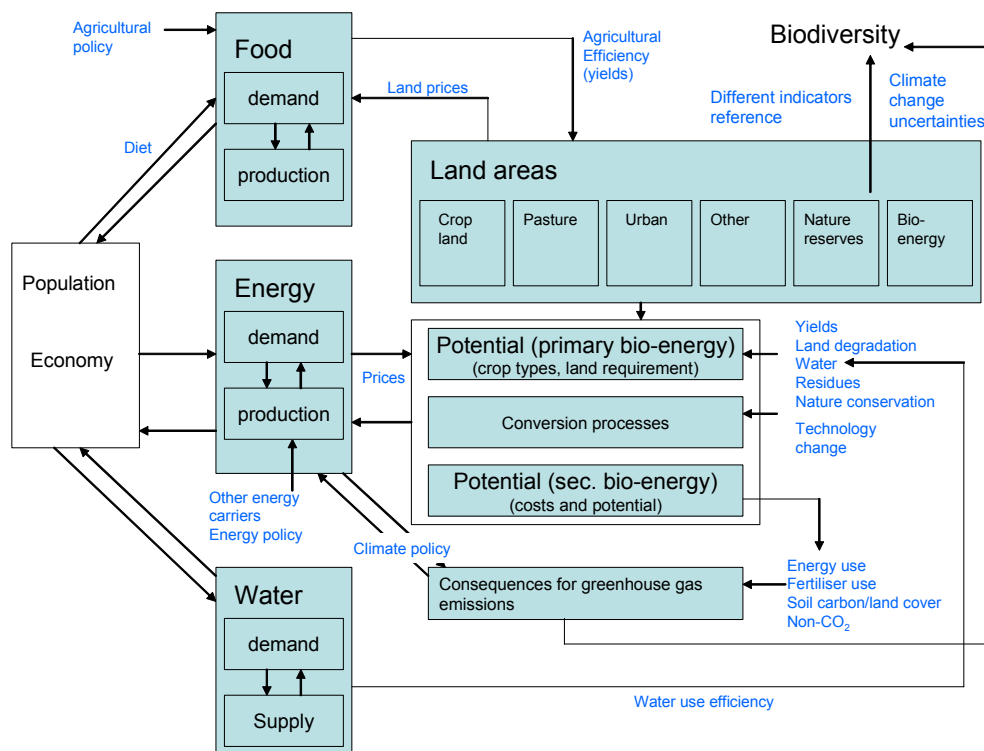 Agricultural
policy
Food
demand
production
Diet
Land prices
Agricultural
Efficiency
(yields)
Biodiversity
Different indicators
reference
Climate
change
uncertainties
Land areas
Crop
land
Pasture
Urban
Other
Nature
reserves
Bio-
energy
Population
Economy
Energy
demand
production
Prices
Other energy
carriers
Energy policy
Potential (primary bio-energy)
(crop types, land requirement)
Conversion processes
Potential (sec. bio-energy)
(costs and potential)
Yields
Land degradation
Water
Residues
Nature conservation
Technology
change
Climate policy
Consequences for greenhouse gas
emissions
Energy use
Fertiliser use
Soil carbon/land cover
Non-CO₂
Water
demand
Supply
Water use efficiency